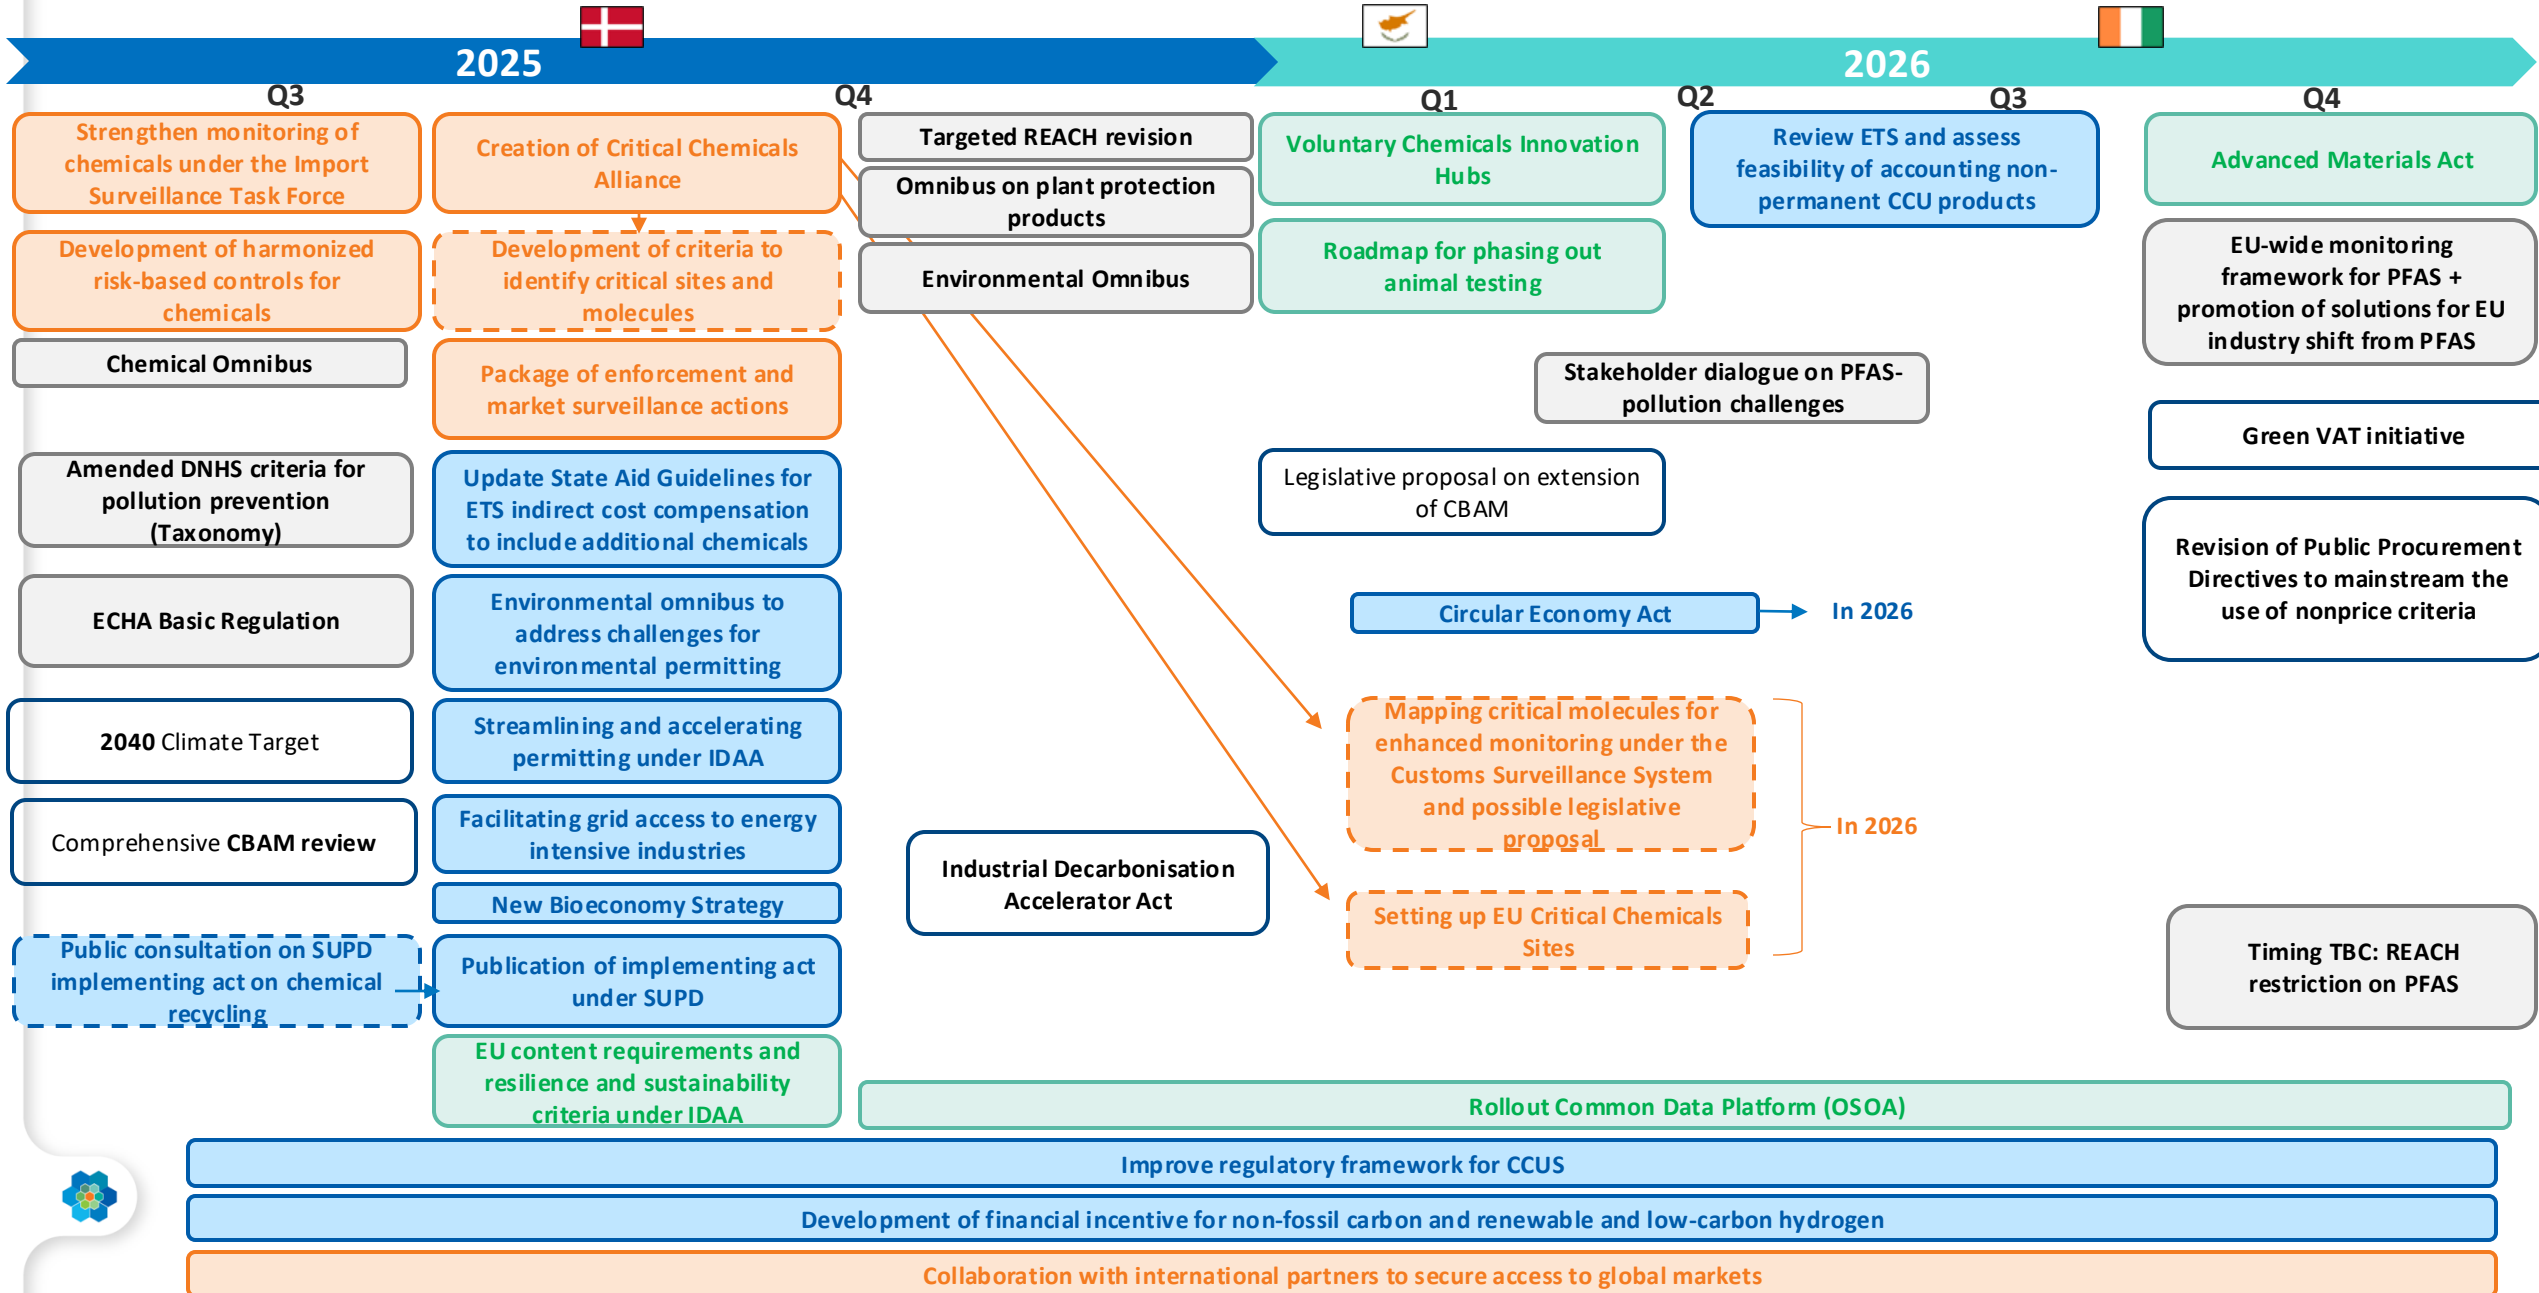 2025
2026
Q3
Q4
Q1
Q2
Q3
Q4
Strengthen monitoring of
chemicals under the Import
Surveillance Task Force
Development of harmonized
risk-based controls for
chemicals
Chemical Omnibus
Amended DNHS criteria for
pollution prevention
(Taxonomy)
ECHA Basic Regulation
2040 Climate Target
Comprehensive CBAM review
Public consultation on SUPD
implementing act on chemical
recycling
Creation of Critical Chemicals
Alliance
Development of criteria to
identify critical sites and
molecules
Package of enforcement and
market surveillance actions
Update State Aid Guidelines for
ETS indirect cost compensation
to include additional chemicals
Environmental omnibus to
address challenges for
environmental permitting
Streamlining and accelerating
permitting under IDAA
Facilitating grid access to energy
intensive industries
New Bioeconomy Strategy
Publication of implementing act
under SUPD
EU content requirements and
resilience and sustainability
criteria under IDAA
Targeted REACH revision
Omnibus on plant protection
products
Environmental Omnibus
Industrial Decarbonisation
Accelerator Act
Voluntary Chemicals Innovation
Hubs
Roadmap for phasing out
animal testing
Stakeholder dialogue on PFAS-
pollution challenges
Legislative proposal on extension
of CBAM
Circular Economy Act
In 2026
Mapping critical molecules for
enhanced monitoring under the
Customs Surveillance System
and possible legislative
proposal
Setting up EU Critical Chemicals
Sites
In 2026
Review ETS and assess
feasibility of accounting non-
permanent CCU products
Advanced Materials Act
EU-wide monitoring
framework for PFAS +
promotion of solutions for EU
industry shift from PFAS
Green VAT initiative
Revision of Public Procurement
Directives to mainstream the
use of nonprice criteria
Timing TBC: REACH
restriction on PFAS
Rollout Common Data Platform (OSOA)
Improve regulatory framework for CCUS
Development of financial incentive for non-fossil carbon and renewable and low-carbon hydrogen
Collaboration with international partners to secure access to global markets